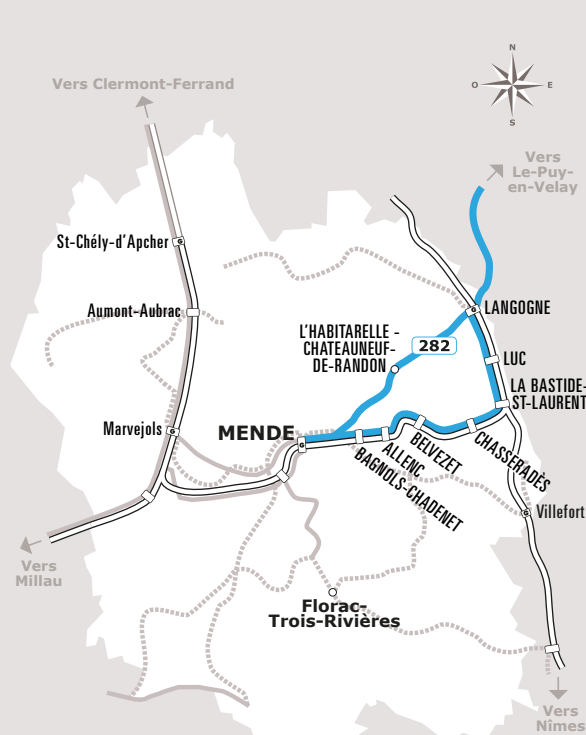 N
O
E
S
Vers Clermont-Ferrand
Vers
Le-Puy-
en-Velay
St-Chély-d'Apcher
Aumont-Aubrac
LANGOGNE
L'HABITARELLE -
CHATEAUNEUF-
DE-RANDON
282
LUC
LA BASTIDE-
ST-LAURENT
Marvejols
MENDE
BAGNOLS-CHADENET
ALLENC
BELVEZET
CHASSERADÈS
Villefort
Vers
Millau
Florac-
Trois-Rivières
Vers
Nîmes